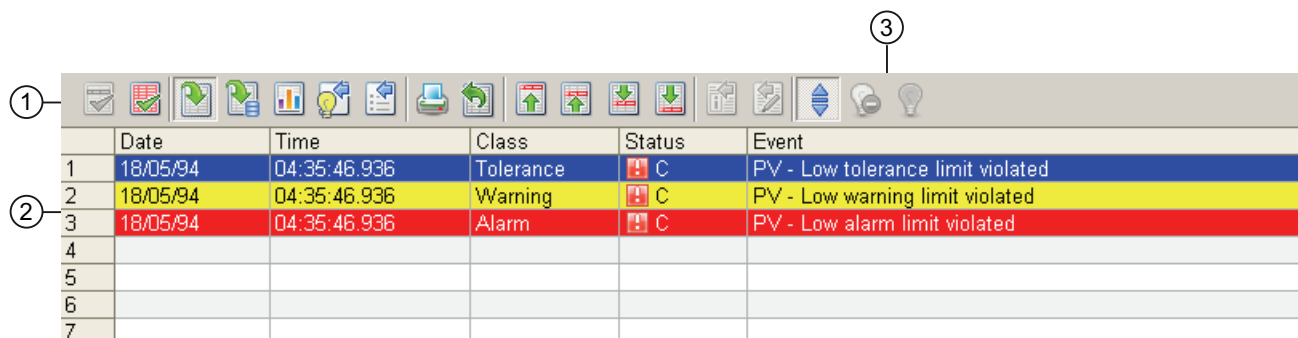 3
1
Date Time Class Status Event
1 18/05/94 04:35:46.936 Tolerance C PV - Low tolerance limit violated
2 18/05/94 04:35:46.936 Warning C PV - Low warning limit violated
2
3 18/05/94 04:35:46.936 Alarm C PV - Low alarm limit violated
4
5
6
7